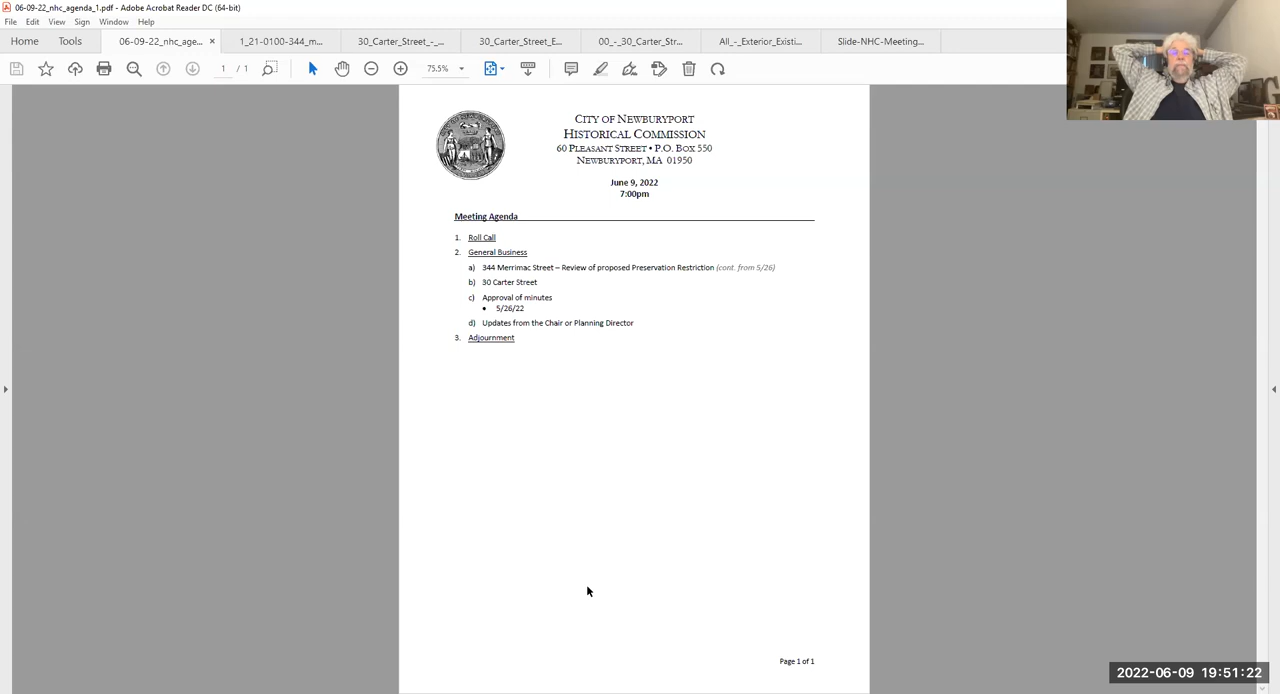 06-09-22_nhc_agenda_1.pdf - Adobe Acrobat Reader DC (64-bit)
File Edit View Sign Window Help
Home Tools 06-09-22_nhc_age... × 1_21-0100-344_m... 30_Carter_Street_-_... 30_Carter_Street_E... 00_-_30_Carter_Str... All_-_Exterior_Existi... Slide-NHC-Meeting...
1 / 1 75.5%
CITY OF NEWBURYPORT
HISTORICAL COMMISSION
60 PLEASANT STREET • P.O. BOX 550
NEWBURYPORT, MA 01950
June 9, 2022
7:00pm
Meeting Agenda
1. Roll Call
2. General Business
a) 344 Merrimac Street – Review of proposed Preservation Restriction (cont. from 5/26)
b) 30 Carter Street
c) Approval of minutes
• 5/26/22
d) Updates from the Chair or Planning Director
3. Adjournment
Page 1 of 1
2022-06-09 19:51:22